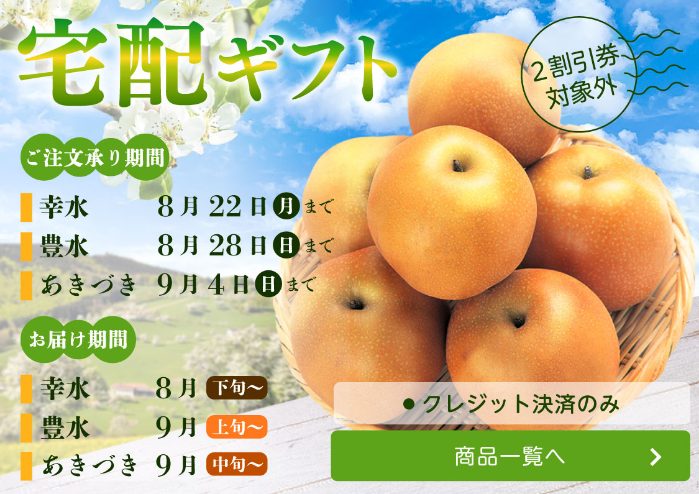 宅配ギフト
2割引券
対象外
ご注文承り期間
幸水 8月22日月まで
豊水 8月28日日まで
あきづき 9月4日日まで
お届け期間
幸水 8月 下旬〜
豊水 9月 上旬〜
あきづき 9月 中旬〜
●クレジット決済のみ
商品一覧へ